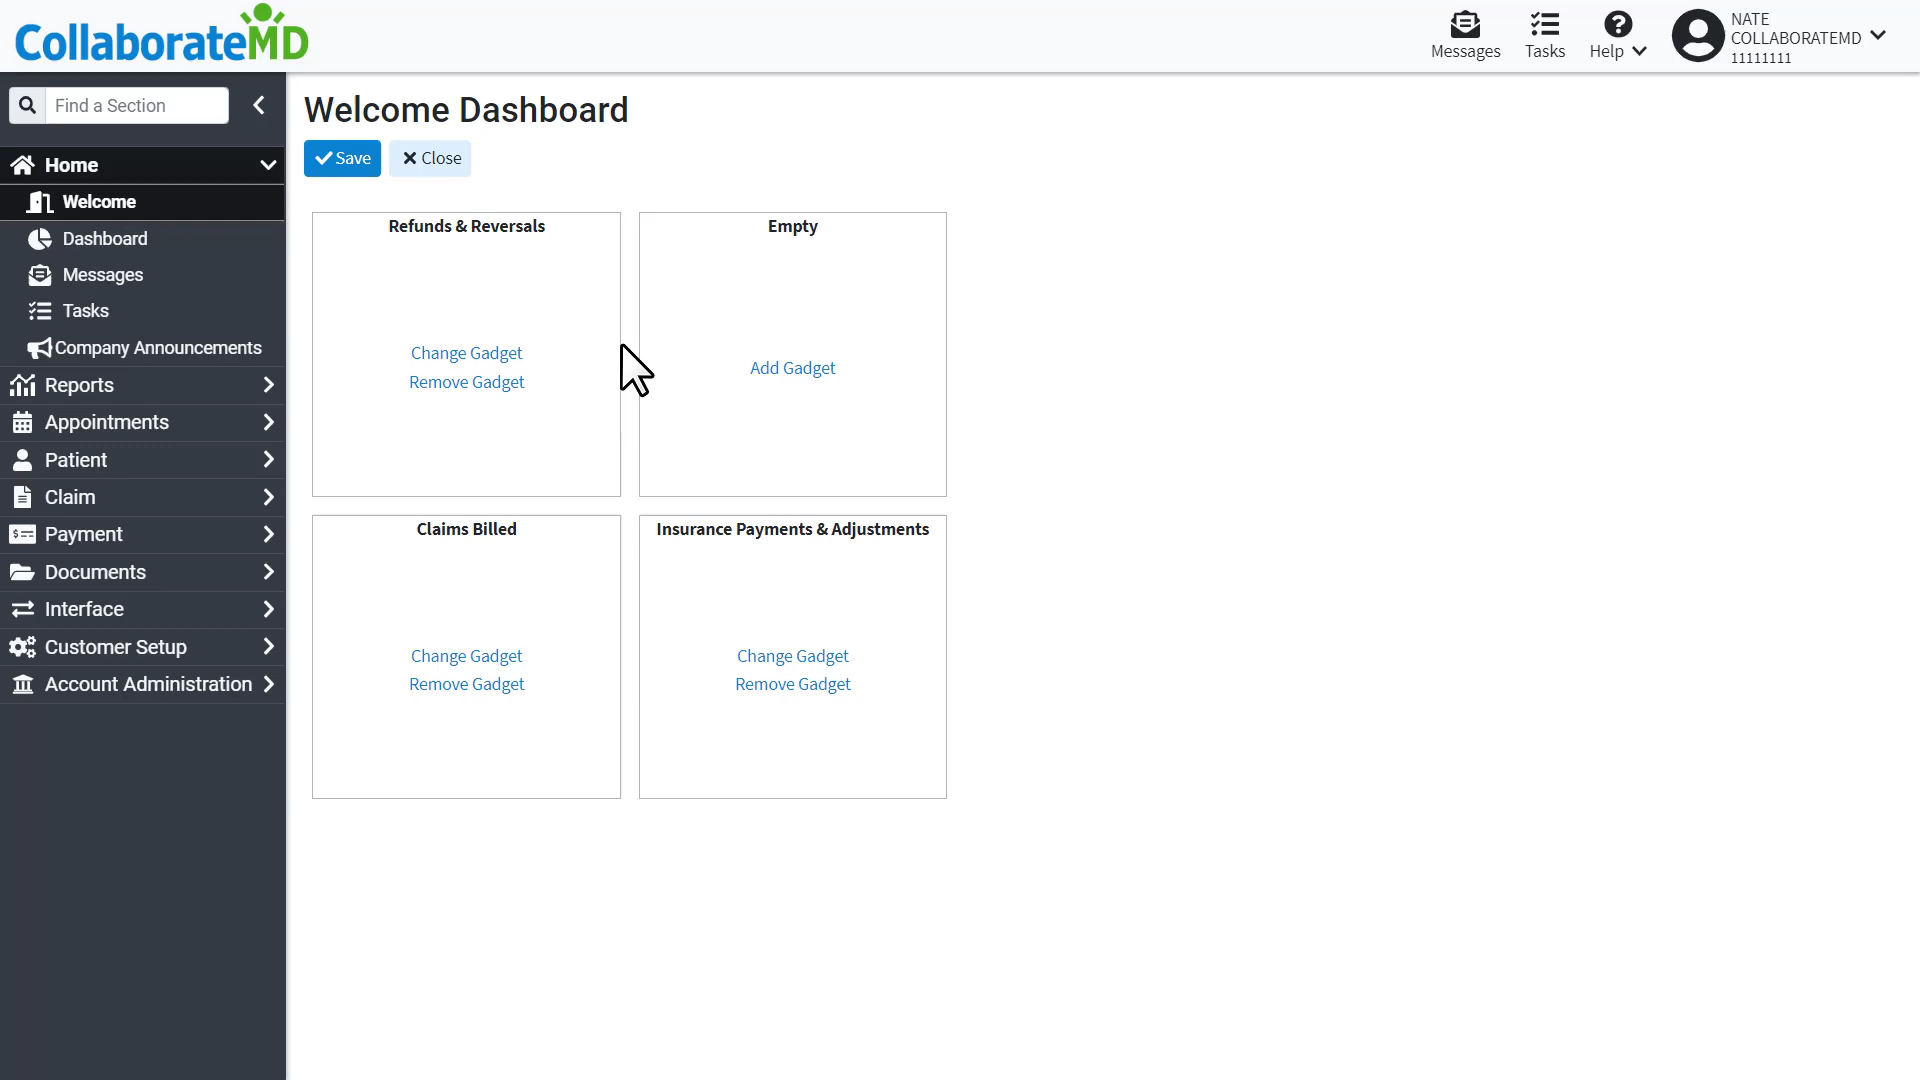 CollaborateMD
Messages
Tasks
Help
NATE
COLLABORATEMD
11111111
Find a Section
Home
Welcome
Dashboard
Messages
Tasks
Company Announcements
Reports
Appointments
Patient
Claim
Payment
Documents
Interface
Customer Setup
Account Administration
Welcome Dashboard
Save
Close
Refunds & Reversals
Change Gadget
Remove Gadget
Empty
Add Gadget
Claims Billed
Change Gadget
Remove Gadget
Insurance Payments & Adjustments
Change Gadget
Remove Gadget